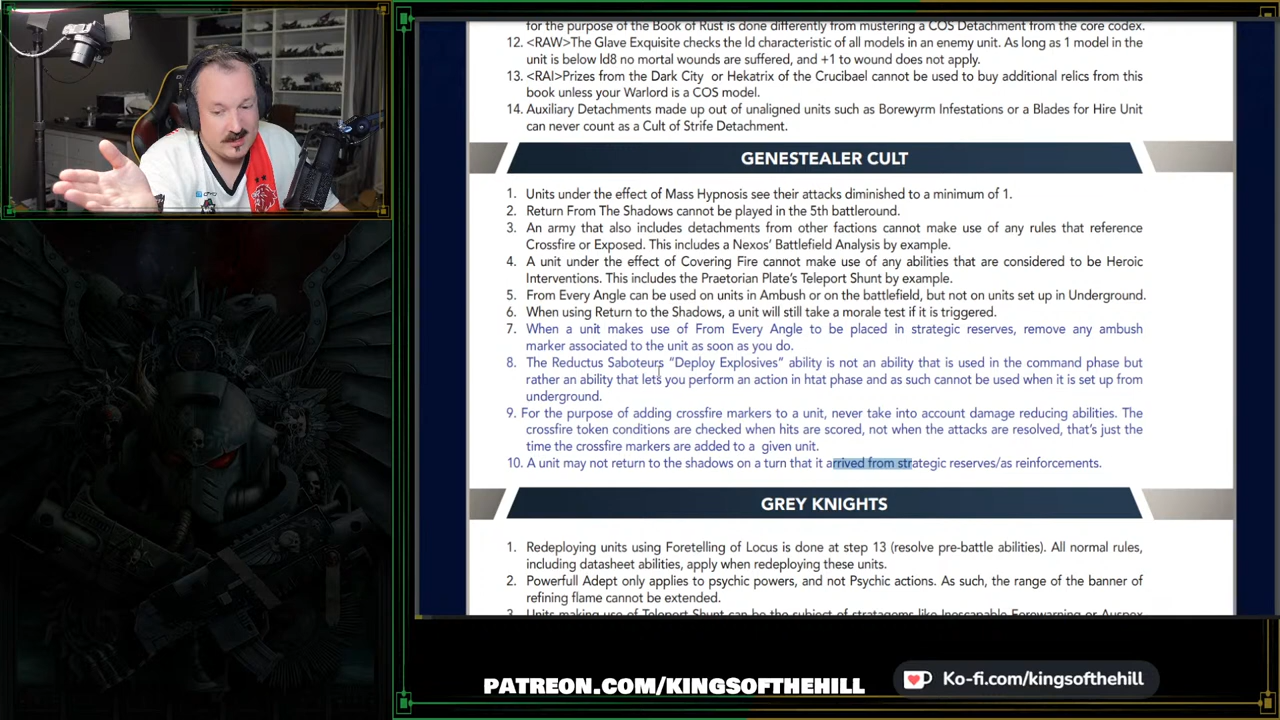 for the purpose of the Book of Rust is done differently from mustering a COS Detachment from the core codex.
12. <RAW>The Glave Exquisite checks the ld characteristic of all models in an enemy unit. As long as 1 model in the
unit is below ld8 no mortal wounds are suffered, and +1 to wound does not apply.
13. <RAI>Prizes from the Dark City or Hekatrix of the Crucibael cannot be used to buy additional relics from this
book unless your Warlord is a COS model.
14. Auxiliary Detachments made up out of unaligned units such as Borewyrm Infestations or a Blades for Hire Unit
can never count as a Cult of Strife Detachment.
GENESTEALER CULT
1. Units under the effect of Mass Hypnosis see their attacks diminished to a minimum of 1.
2. Return From The Shadows cannot be played in the 5th battleround.
3. An army that also includes detachments from other factions cannot make use of any rules that reference
Crossfire or Exposed. This includes a Nexos' Battlefield Analysis by example.
4. A unit under the effect of Covering Fire cannot make use of any abilities that are considered to be Heroic
Interventions. This includes the Praetorian Plate's Teleport Shunt by example.
5. From Every Angle can be used on units in Ambush or on the battlefield, but not on units set up in Underground.
6. When using Return to the Shadows, a unit will still take a morale test if it is triggered.
7. When a unit makes use of From Every Angle to be placed in strategic reserves, remove any ambush
marker associated to the unit as soon as you do.
8. The Reductus Saboteurs "Deploy Explosives" ability is not an ability that is used in the command phase but
rather an ability that lets you perform an action in htat phase and as such cannot be used when it is set up from
underground.
9. For the purpose of adding crossfire markers to a unit, never take into account damage reducing abilities. The
crossfire token conditions are checked when hits are scored, not when the attacks are resolved, that's just the
time the crossfire markers are added to a given unit.
10. A unit may not return to the shadows on a turn that it arrived from strategic reserves/as reinforcements.
GREY KNIGHTS
1. Redeploying units using Foretelling of Locus is done at step 13 (resolve pre-battle abilities). All normal rules,
including datasheet abilities, apply when redeploying these units.
2. Powerfull Adept only applies to psychic powers, and not Psychic actions. As such, the range of the banner of
refining flame cannot be extended.
3. Units making use of Teleport Shunt can be the subject of stratagems like Inescapable Forewarning or Auspex
PATREON.COM/KINGSOFTHEHILL
Ko-fi.com/kingsofthehill